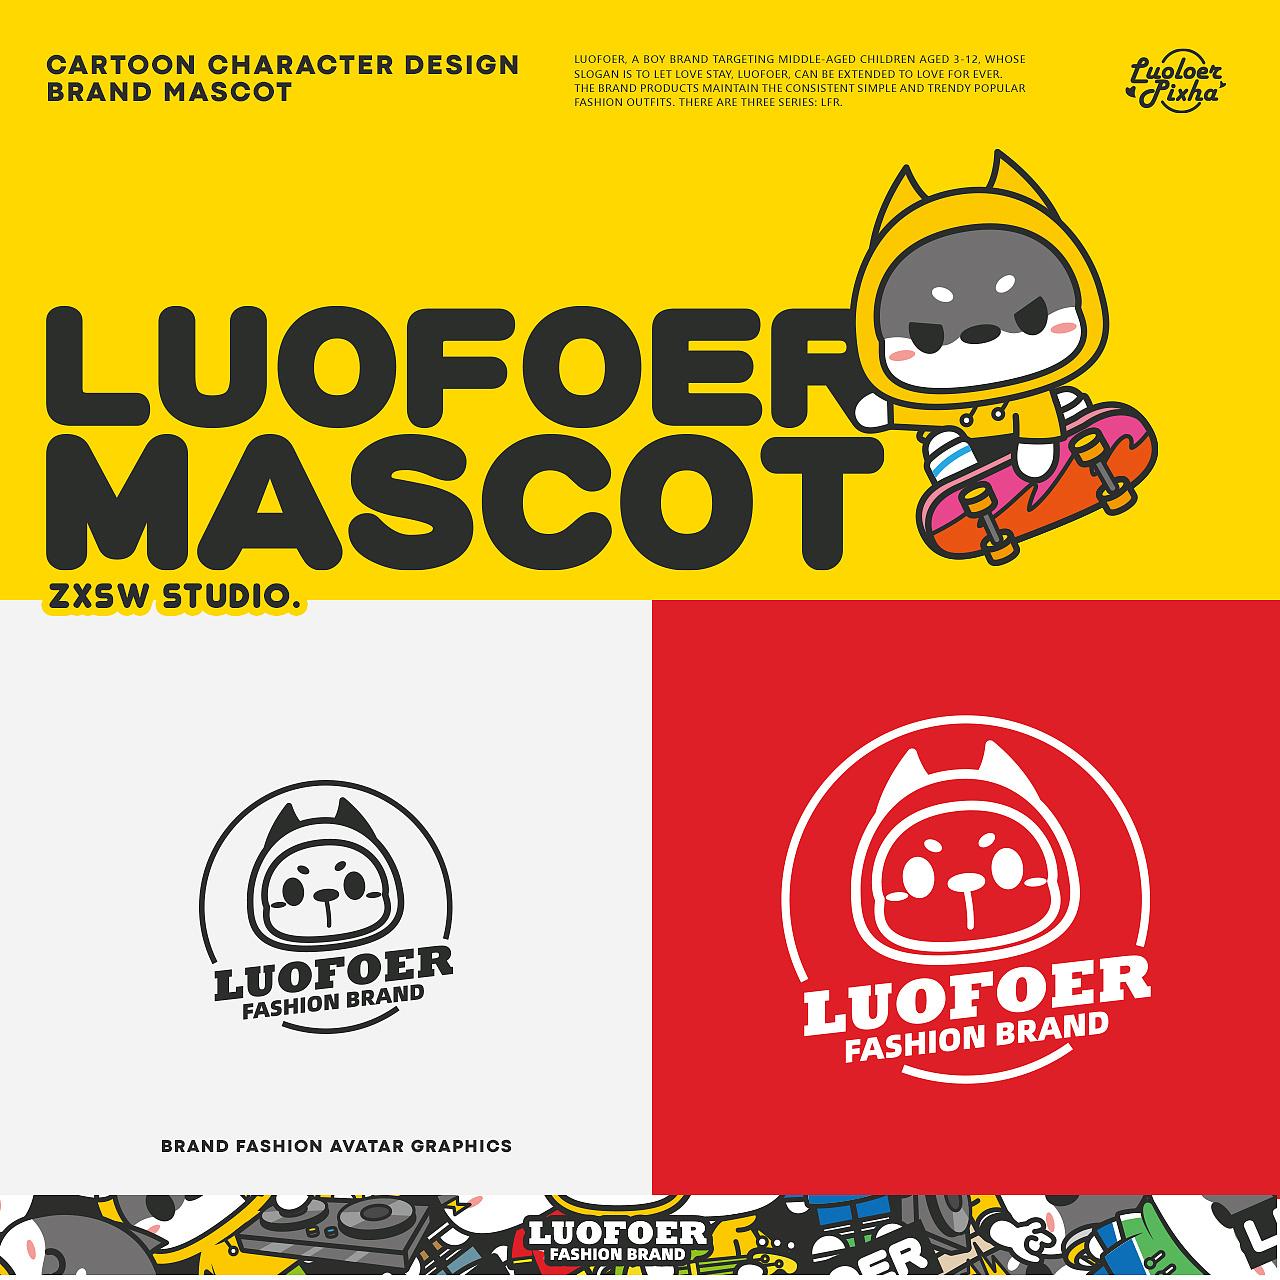 CARTOON CHARACTER DESIGN
BRAND MASCOT
LUOFOER, A BOY BRAND TARGETING MIDDLE-AGED CHILDREN AGED 3-12, WHOSE
SLOGAN IS TO LET LOVE STAY, LUOFOER, CAN BE EXTENDED TO LOVE FOR EVER.
THE BRAND PRODUCTS MAINTAIN THE CONSISTENT SIMPLE AND TRENDY POPULAR
FASHION OUTFITS. THERE ARE THREE SERIES: LFR.
Luoloer
Pixha
LUOFOER
MASCOT
ZXSW STUDIO.
LUOFOER
FASHION BRAND
LUOFOER
FASHION BRAND
BRAND FASHION AVATAR GRAPHICS
LUOFOER
FASHION BRAND